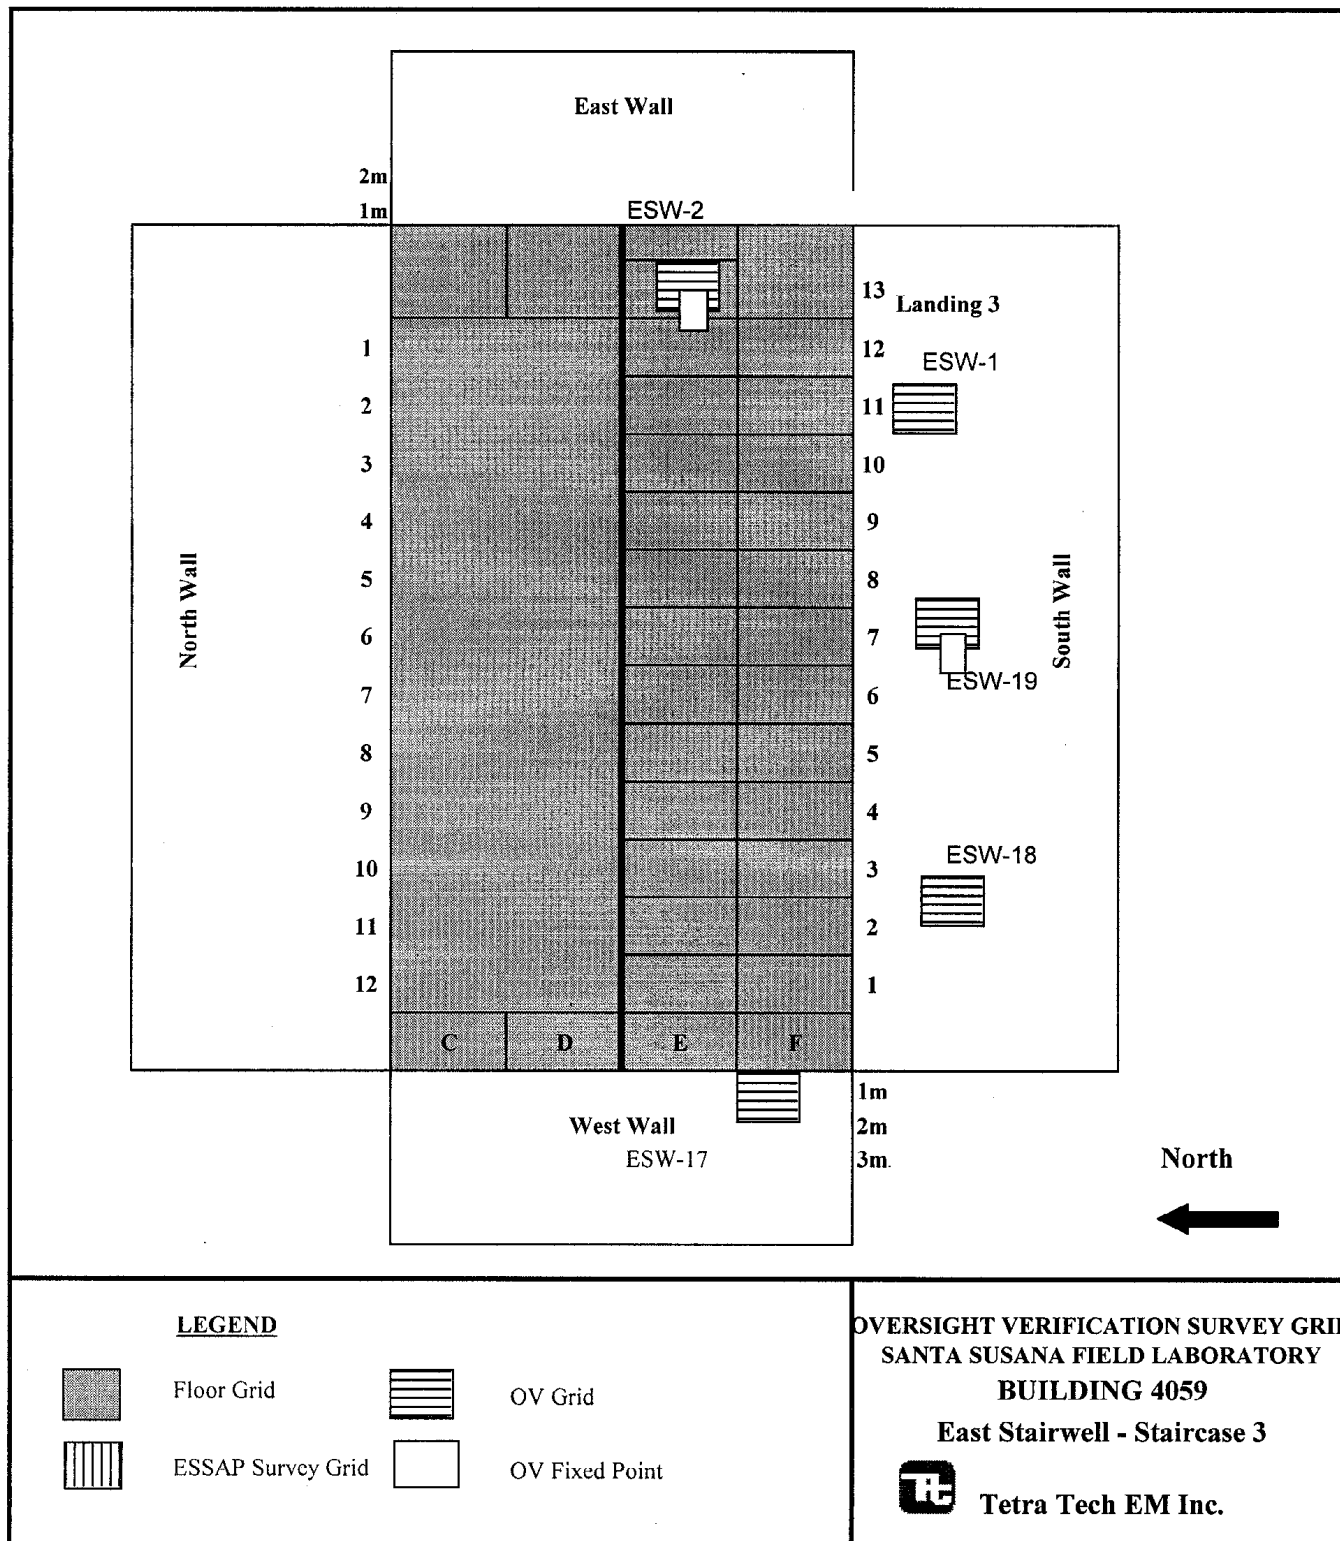 East Wall
2m
1m
ESW-2
13
Landing 3
1
12
ESW-1
2
11
3
10
4
9
North Wall
5
8
South Wall
6
7
ESW-19
7
6
8
5
9
4
10
3
ESW-18
11
2
12
1
C D E F
1m
West Wall
2m
ESW-17
3m
North
LEGEND
Floor Grid
OV Grid
ESSAP Survey Grid
OV Fixed Point
OVERSIGHT VERIFICATION SURVEY GRI
SANTA SUSANA FIELD LABORATORY
BUILDING 4059
East Stairwell - Staircase 3
Tetra Tech EM Inc.